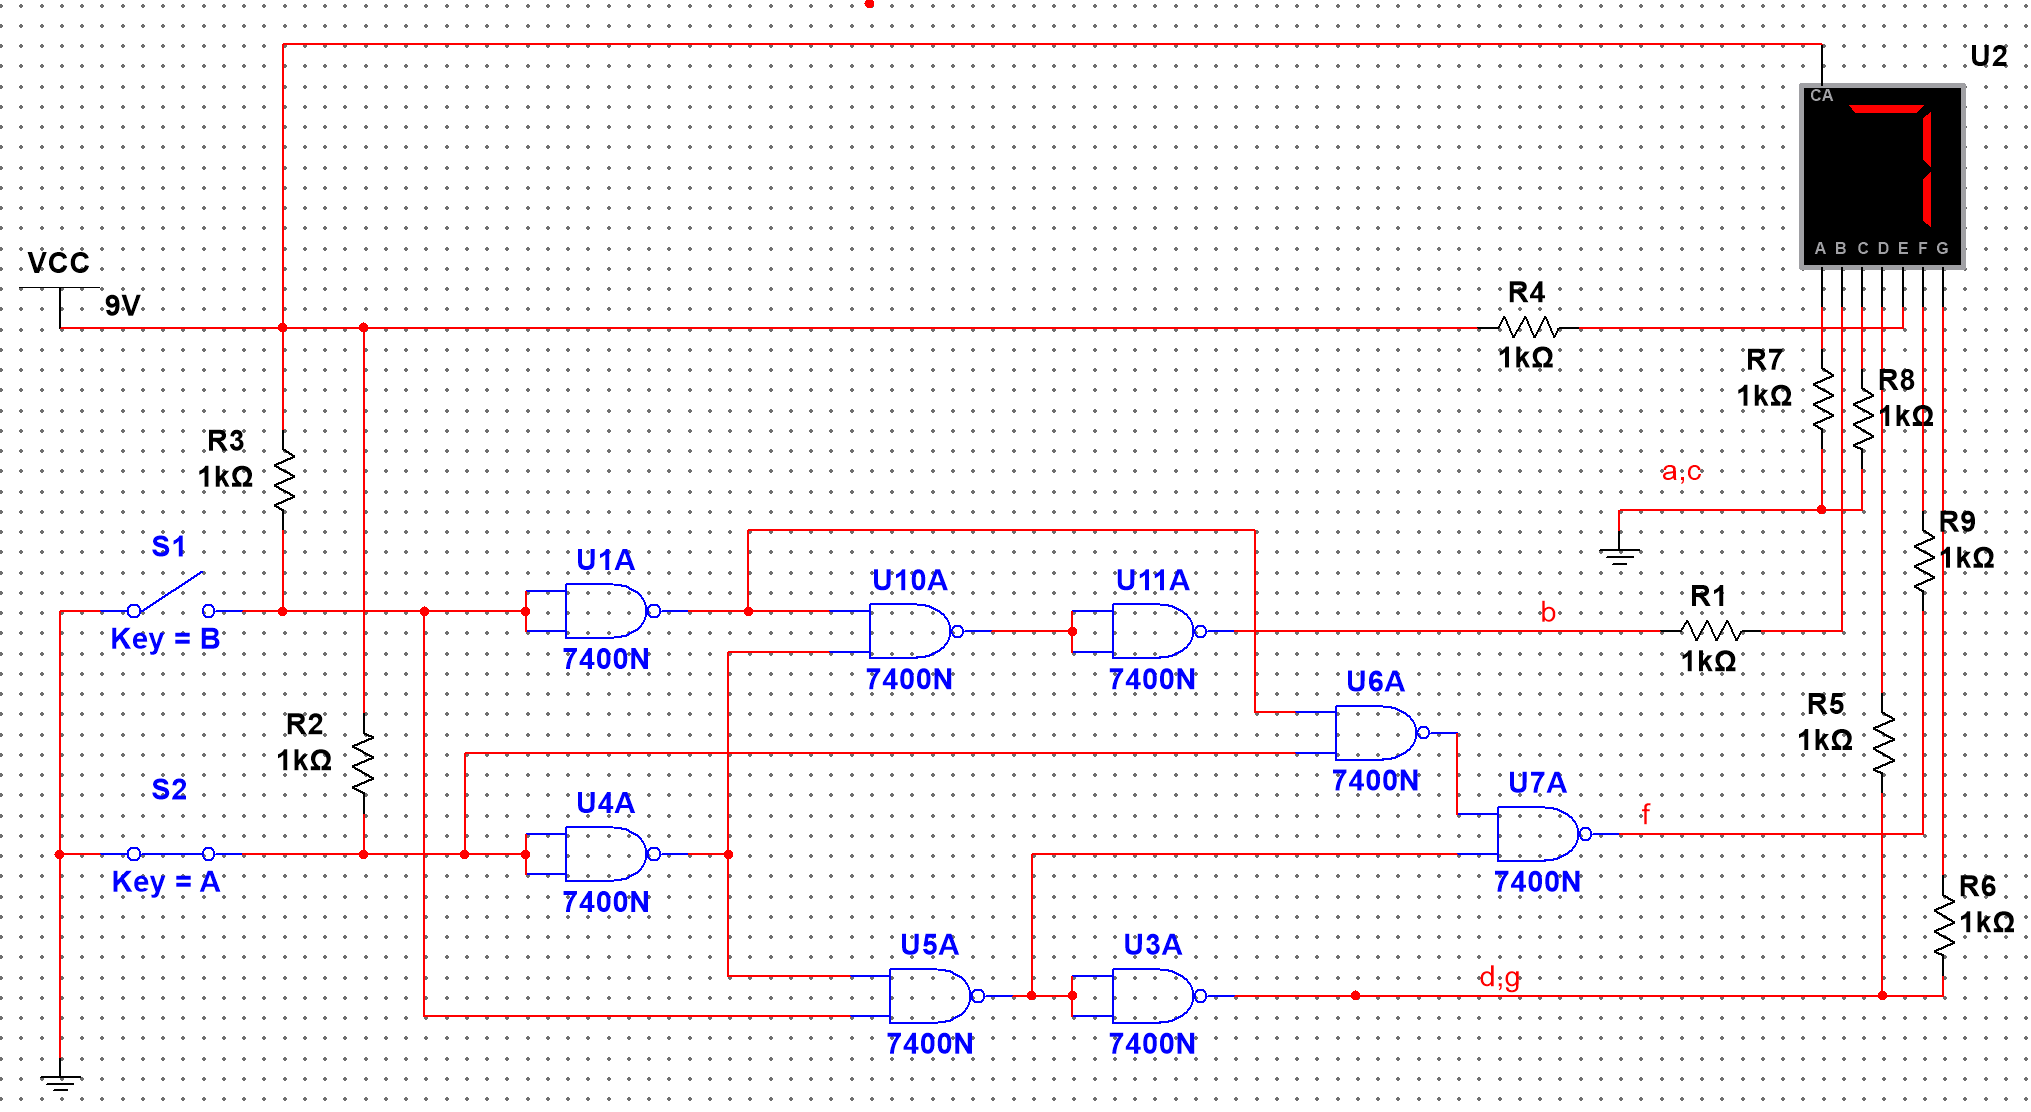 U2
CA
A B C D E F G
VCC
9V
R4
1kΩ
R7
1kΩ
R8
1kΩ
R3
1kΩ
a,c
R9
1kΩ
S1
Key = B
U1A
7400N
U10A
7400N
U11A
7400N
b
R1
1kΩ
U6A
7400N
R2
1kΩ
R5
1kΩ
S2
Key = A
U4A
7400N
U7A
7400N
f
R6
1kΩ
U5A
7400N
U3A
7400N
d,g